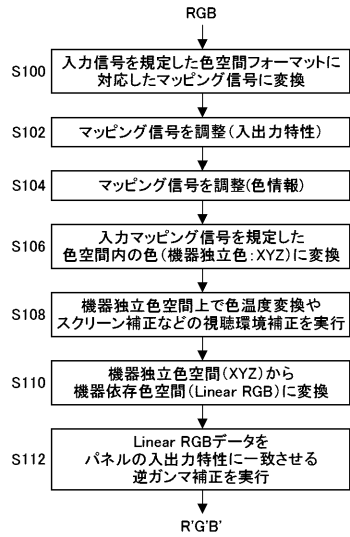 RGB
S100
入力信号を規定した色空間フォーマットに
対応したマッピング信号に変換
S102
マッピング信号を調整(入出力特性)
S104
マッピング信号を調整(色情報)
S106
入力マッピング信号を規定した
色空間内の色(機器独立色:XYZ)に変換
S108
機器独立色空間上で色温度変換や
スクリーン補正などの視聴環境補正を実行
S110
機器独立色空間(XYZ)から
機器依存色空間(Linear RGB)に変換
S112
Linear RGBデータを
パネルの入出力特性に一致させる
逆ガンマ補正を実行
R'G'B'